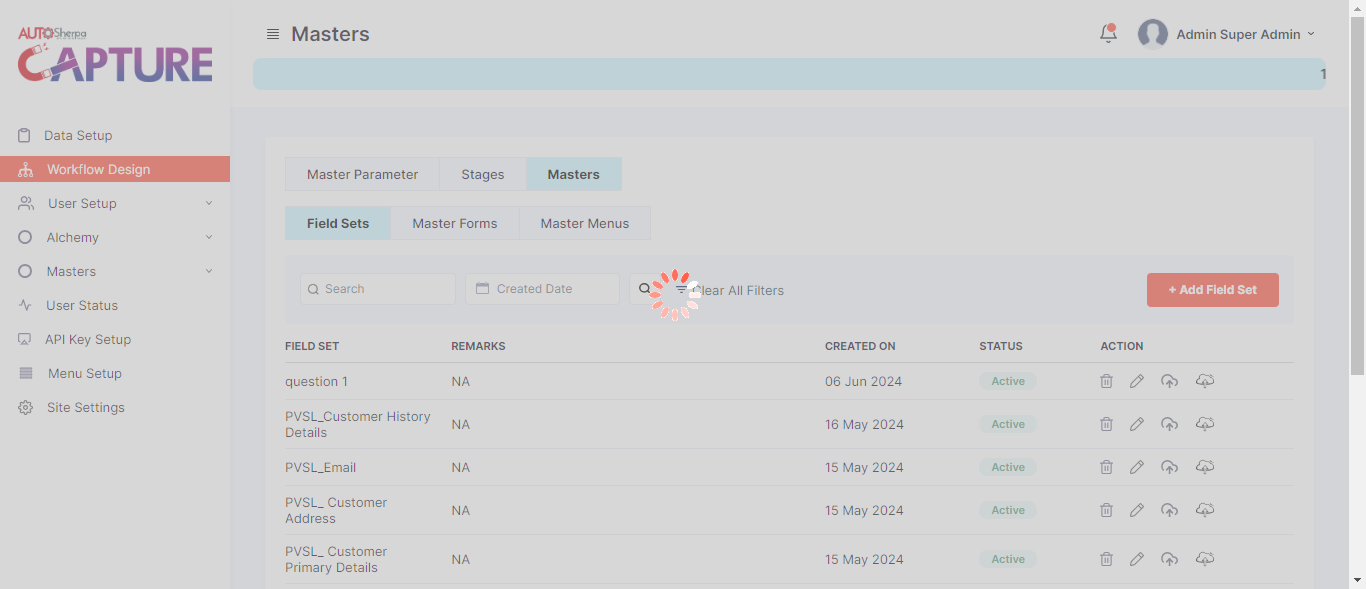 AUTO Sherpa
CAPTURE
Masters
Admin Super Admin
1
Data Setup
Workflow Design
User Setup
Alchemy
Masters
User Status
API Key Setup
Menu Setup
Site Settings
Master Parameter Stages Masters
Field Sets Master Forms Master Menus
Search Created Date Clear All Filters + Add Field Set
FIELD SET REMARKS CREATED ON STATUS ACTION
question 1 NA 06 Jun 2024 Active
PVSL_Customer History
Details NA 16 May 2024 Active
PVSL_Email NA 15 May 2024 Active
PVSL_ Customer
Address NA 15 May 2024 Active
PVSL_ Customer
Primary Details NA 15 May 2024 Active